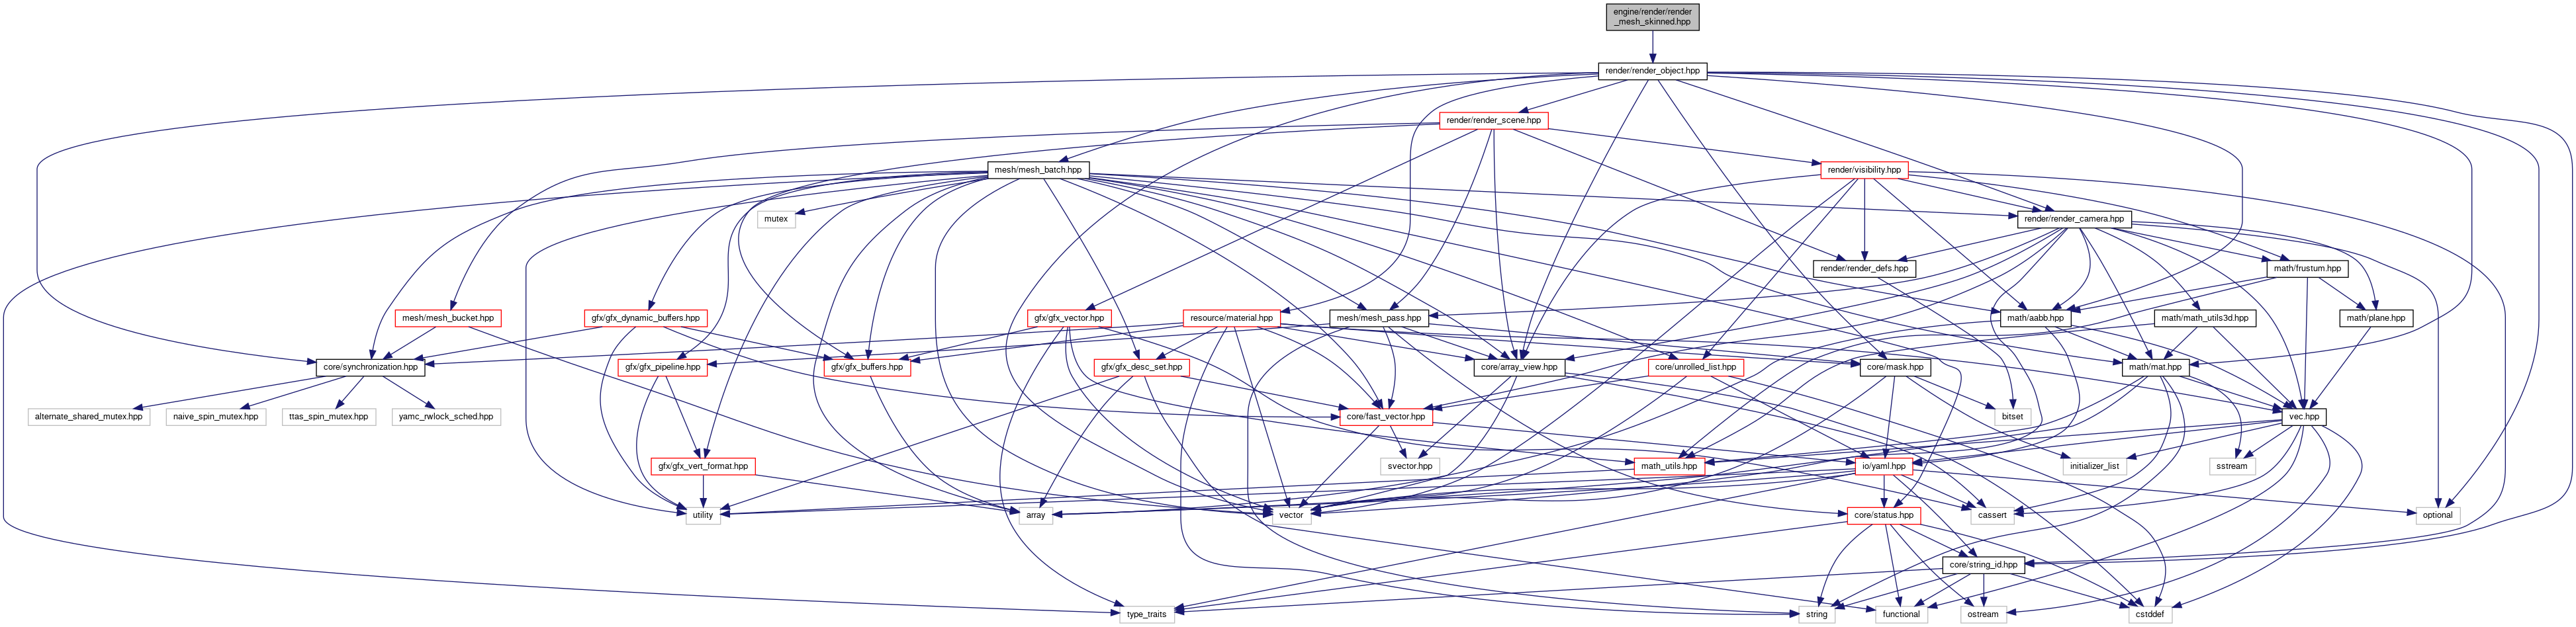 engine/render/render
_mesh_skinned.hpp
render/render_object.hpp
render/render_scene.hpp
mesh/mesh_batch.hpp
render/visibility.hpp
mutex
render/render_camera.hpp
render/render_defs.hpp
math/frustum.hpp
mesh/mesh_bucket.hpp
gfx/gfx_dynamic_buffers.hpp
gfx/gfx_vector.hpp
resource/material.hpp
mesh/mesh_pass.hpp
math/aabb.hpp
math/math_utils3d.hpp
math/plane.hpp
core/synchronization.hpp
gfx/gfx_pipeline.hpp
gfx/gfx_buffers.hpp
gfx/gfx_desc_set.hpp
core/array_view.hpp
core/unrolled_list.hpp
core/mask.hpp
math/mat.hpp
alternate_shared_mutex.hpp
naive_spin_mutex.hpp
ttas_spin_mutex.hpp
yamc_rwlock_sched.hpp
core/fast_vector.hpp
bitset
vec.hpp
gfx/gfx_vert_format.hpp
svector.hpp
math_utils.hpp
io/yaml.hpp
initializer_list
sstream
utility
array
vector
core/status.hpp
cassert
optional
core/string_id.hpp
type_traits
string
functional
ostream
cstddef